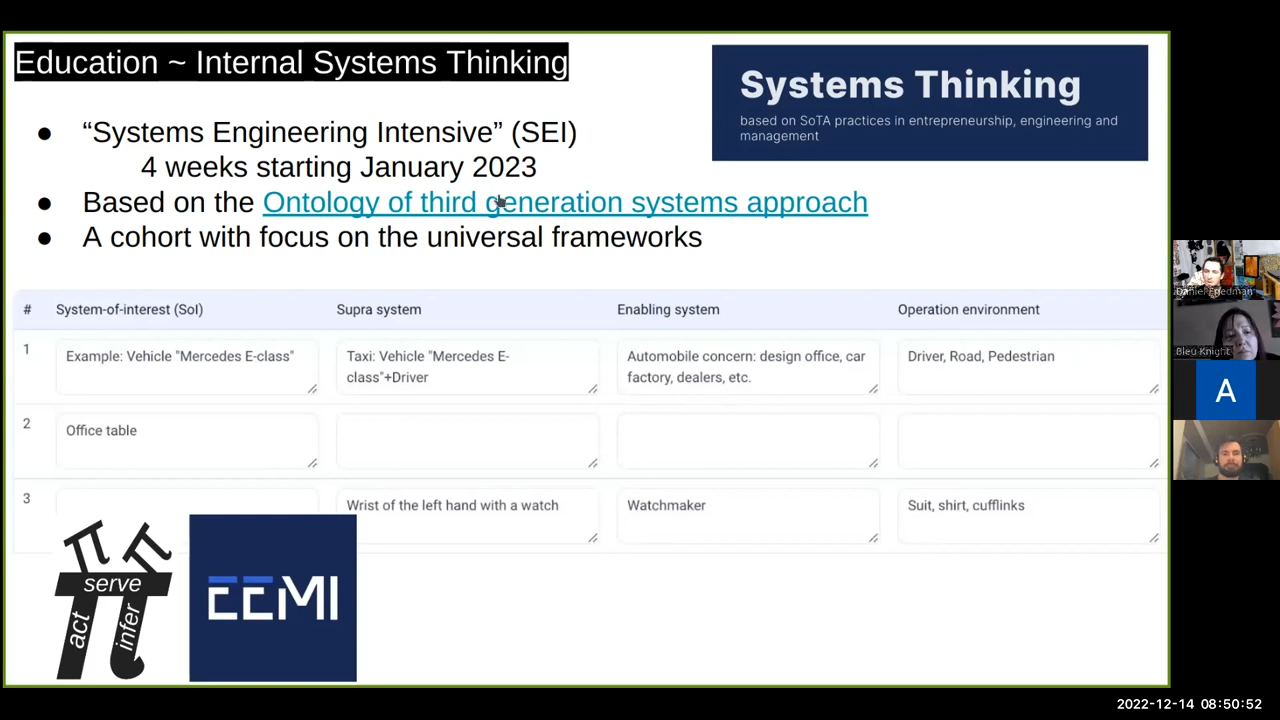 Education ~ Internal Systems Thinking
Systems Thinking
based on SoTA practices in entrepreneurship, engineering and
management
● “Systems Engineering Intensive” (SEI)
4 weeks starting January 2023
● Based on the Ontology of third generation systems approach
● A cohort with focus on the universal frameworks
# System-of-interest (SoI) Supra system Enabling system Operation environment
1 Example: Vehicle "Mercedes E-class" Taxi: Vehicle "Mercedes E- Automobile concern: design office, car Driver, Road, Pedestrian
class"+Driver factory, dealers, etc.
2 Office table
3 Wrist of the left hand with a watch Watchmaker Suit, shirt, cufflinks
π π
π
serve
act
infer
EEMI
Daniel Friedman
Bleu Knight
A
2022-12-14 08:50:52